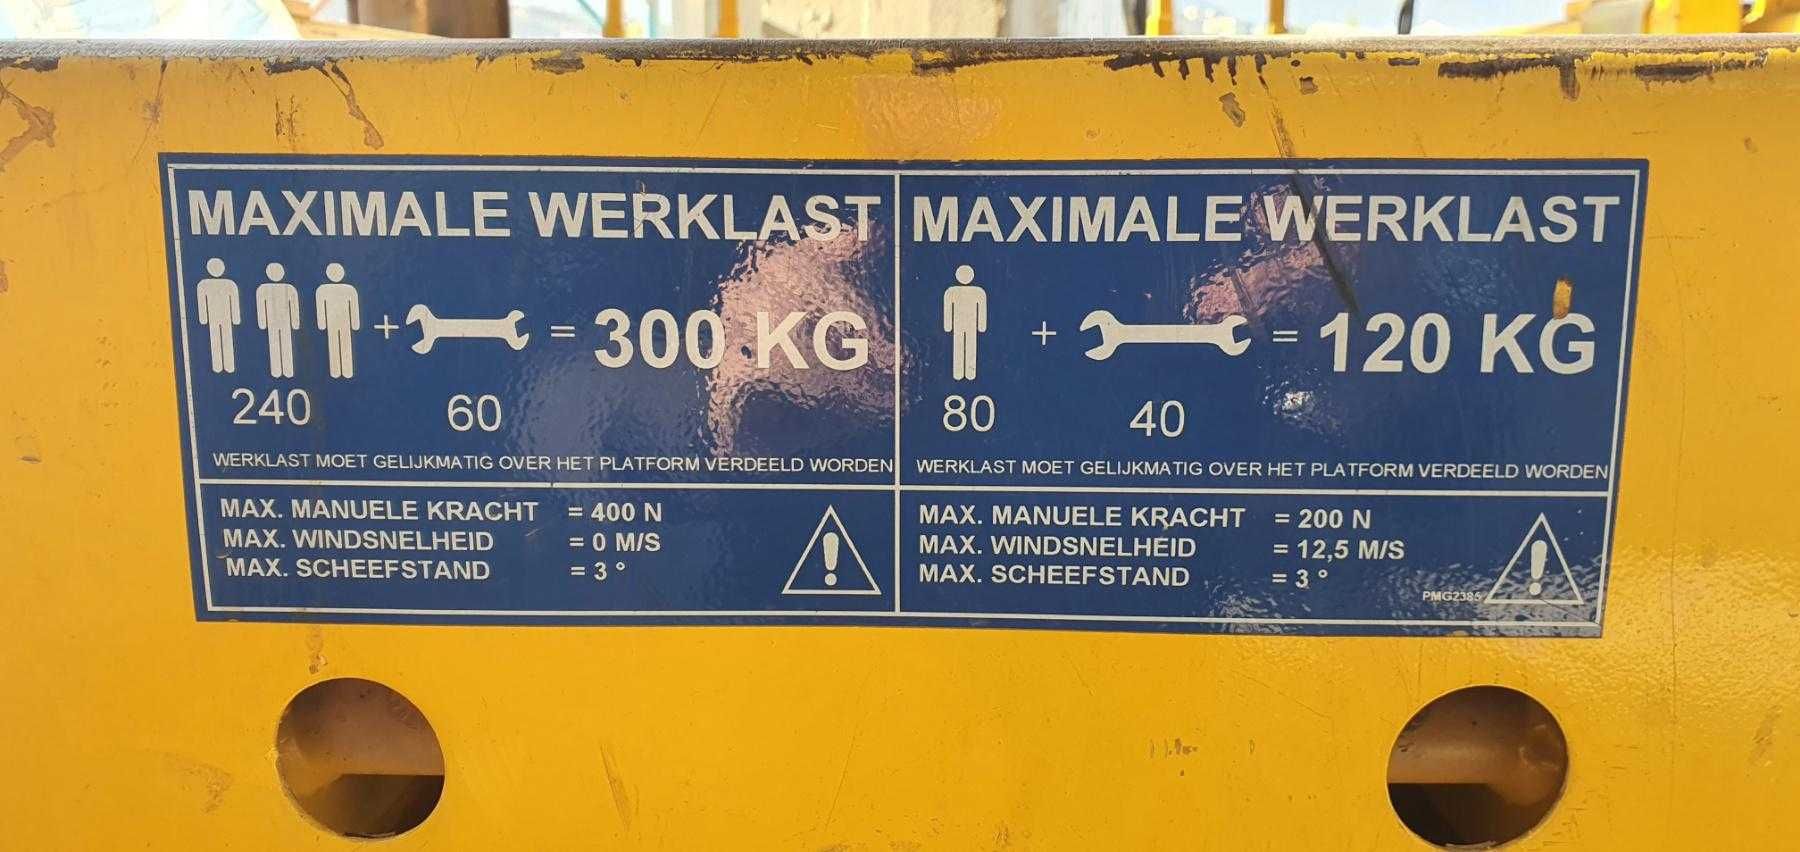 MAXIMALE WERKLAST
+ = 300 KG
240 60
WERKLAST MOET GELIJKMATIG OVER HET PLATFORM VERDEELD WORDEN
MAX. MANUELE KRACHT = 400 N
MAX. WINDSNELHEID = 0 M/S
MAX. SCHEEFSTAND = 3 °
MAXIMALE WERKLAST
+ = 120 KG
80 40
WERKLAST MOET GELIJKMATIG OVER HET PLATFORM VERDEELD WORDEN
MAX. MANUELE KRACHT = 200 N
MAX. WINDSNELHEID = 12,5 M/S
MAX. SCHEEFSTAND = 3 °
PMG2385